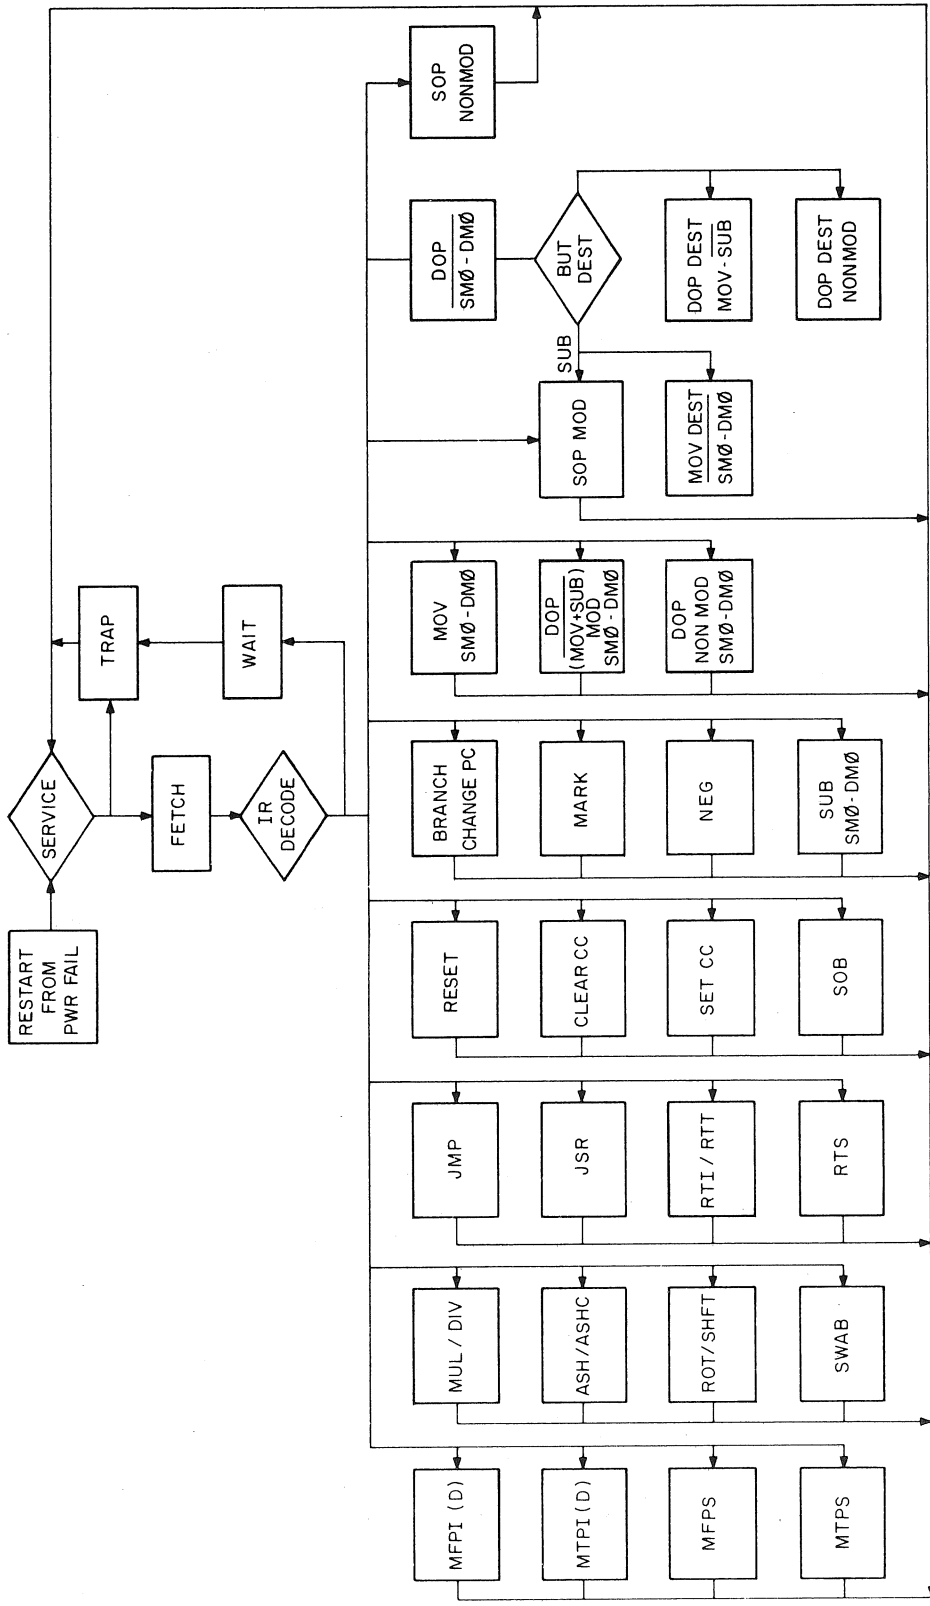 RESTART
FROM
PWR FAIL
SERVICE
TRAP
FETCH
WAIT
IR
DECODE
MFPI (D)
MTPI (D)
MFPS
MTPS
MUL / DIV
ASH/ASHC
ROT/SHFT
SWAB
JMP
JSR
RTI / RTT
RTS
RESET
CLEAR CC
SET CC
SOB
BRANCH
CHANGE PC
MARK
NEG
SUB
SMØ-DMØ
MOV
SMØ-DMØ
DOP
(MOV+SUB)
MOD
SMØ-DMØ
DOP
NON MOD
SMØ-DMØ
SOP MOD
SUB
MOV DEST
SMØ-DMØ
DOP
SMØ-DMØ
BUT
DEST
DOP DEST
MOV-SUB
DOP DEST
NONMOD
SOP
NONMOD